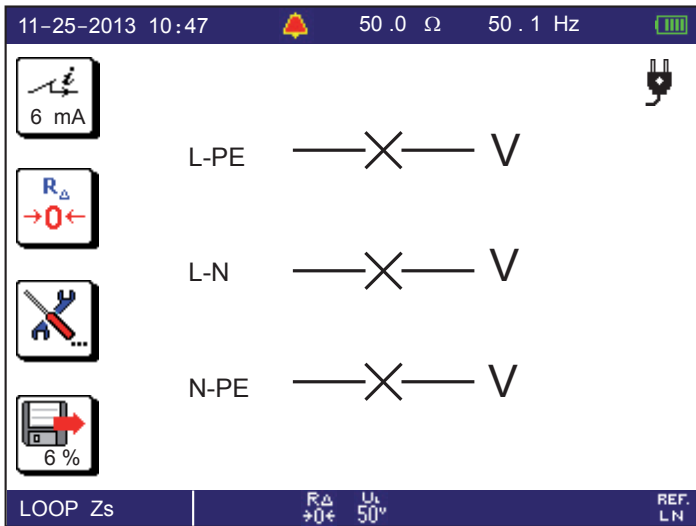 11-25-2013 10:47 50.0 Ω 50.1 Hz
6 mA
L-PE V
R△
→0←
L-N V
...
N-PE V
6 %
LOOP Zs R△ →0← UL 50V REF. LN